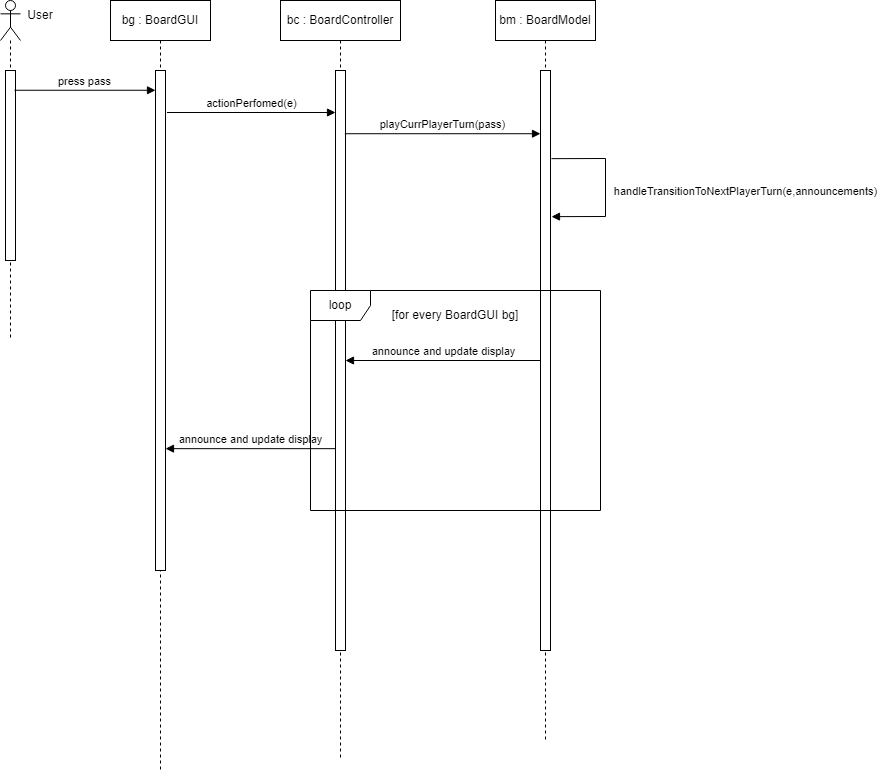 User
bg : BoardGUI
bc : BoardController
bm : BoardModel
press pass
actionPerfomed(e)
playCurrPlayerTurn(pass)
handleTransitionToNextPlayerTurn(e,announcements)
loop
[for every BoardGUI bg]
announce and update display
announce and update display